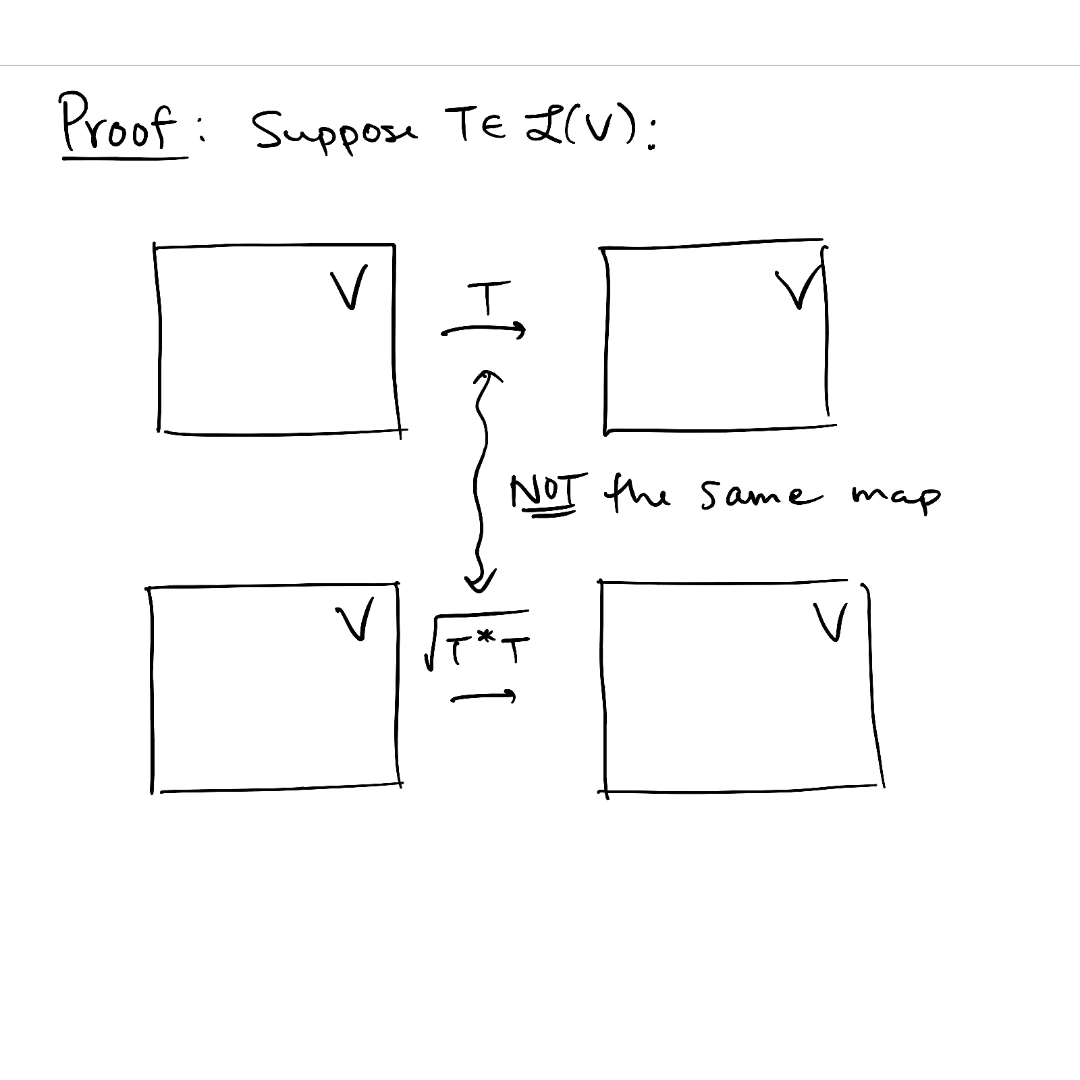 Proof: Suppose T∈ ℒ(V):
V T V
NOT the same map
V √T*T V